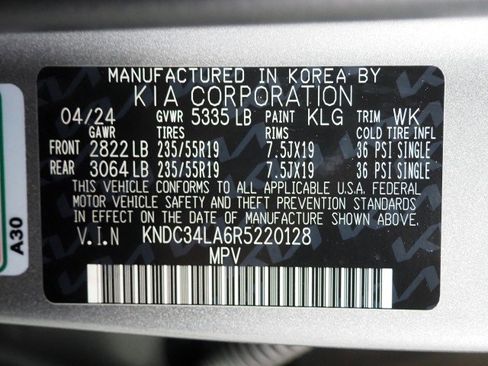 MANUFACTURED IN KOREA BY
KIA CORPORATION
04/24 GVWR 5335 LB PAINT KLG TRIM WK
GAWR TIRES RIMS COLD TIRE INFL
FRONT 2822 LB 235/55R19 7.5JX19 36 PSI SINGLE
REAR 3064 LB 235/55R19 7.5JX19 36 PSI SINGLE
THIS VEHICLE CONFORMS TO ALL APPLICABLE U.S.A. FEDERAL
MOTOR VEHICLE SAFETY AND THEFT PREVENTION STANDARDS
IN EFFECT ON THE DATE OF MANUFACTURE SHOWN ABOVE.
V.I.N KNDC34LA6R5220128
MPV
A30